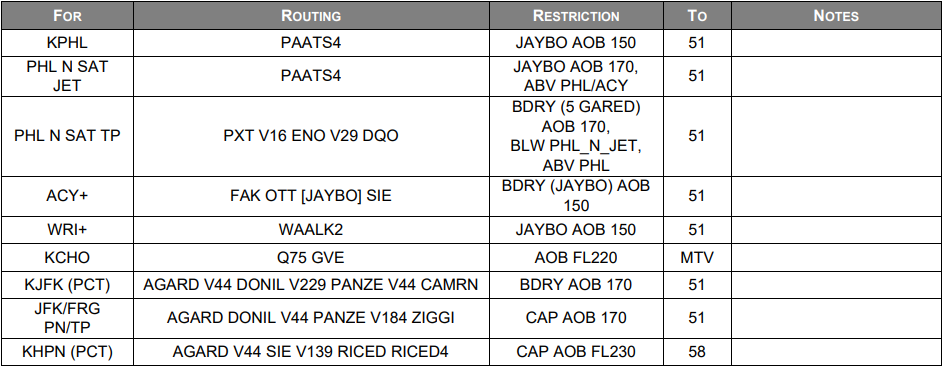 FOR ROUTING RESTRICTION TO NOTES
KPHL PAATS4 JAYBO AOB 150 51
PHL N SAT JET PAATS4 JAYBO AOB 170, ABV PHL/ACY 51
PHL N SAT TP PXT V16 ENO V29 DQO BDRY (5 GARED) AOB 170, BLW PHL_N_JET, ABV PHL 51
ACY+ FAK OTT [JAYBO] SIE BDRY (JAYBO) AOB 150 51
WRI+ WAALK2 JAYBO AOB 150 51
KCHO Q75 GVE AOB FL220 MTV
KJFK (PCT) AGARD V44 DONIL V229 PANZE V44 CAMRN BDRY AOB 170 51
JFK/FRG PN/TP AGARD DONIL V44 PANZE V184 ZIGGI CAP AOB 170 51
KHPN (PCT) AGARD V44 SIE V139 RICED RICED4 CAP AOB FL230 58